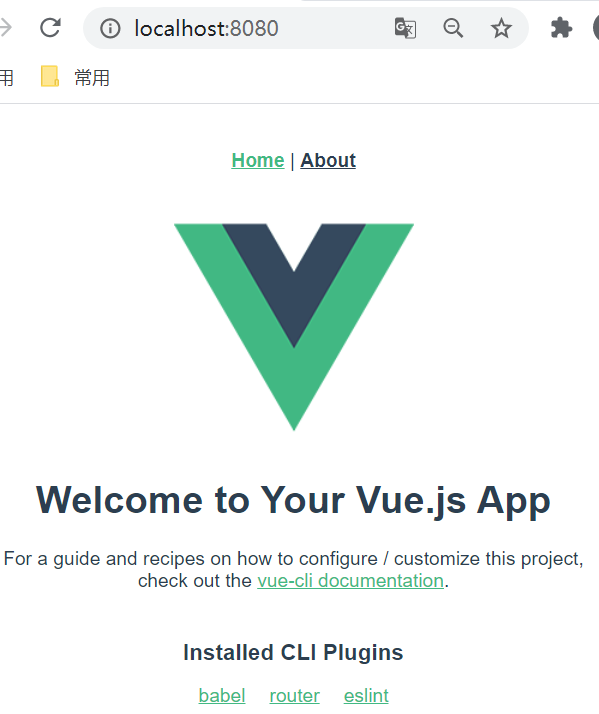 localhost:8080
用
常用
Home | About
Welcome to Your Vue.js App
For a guide and recipes on how to configure / customize this project,
check out the vue-cli documentation.
Installed CLI Plugins
babel router eslint